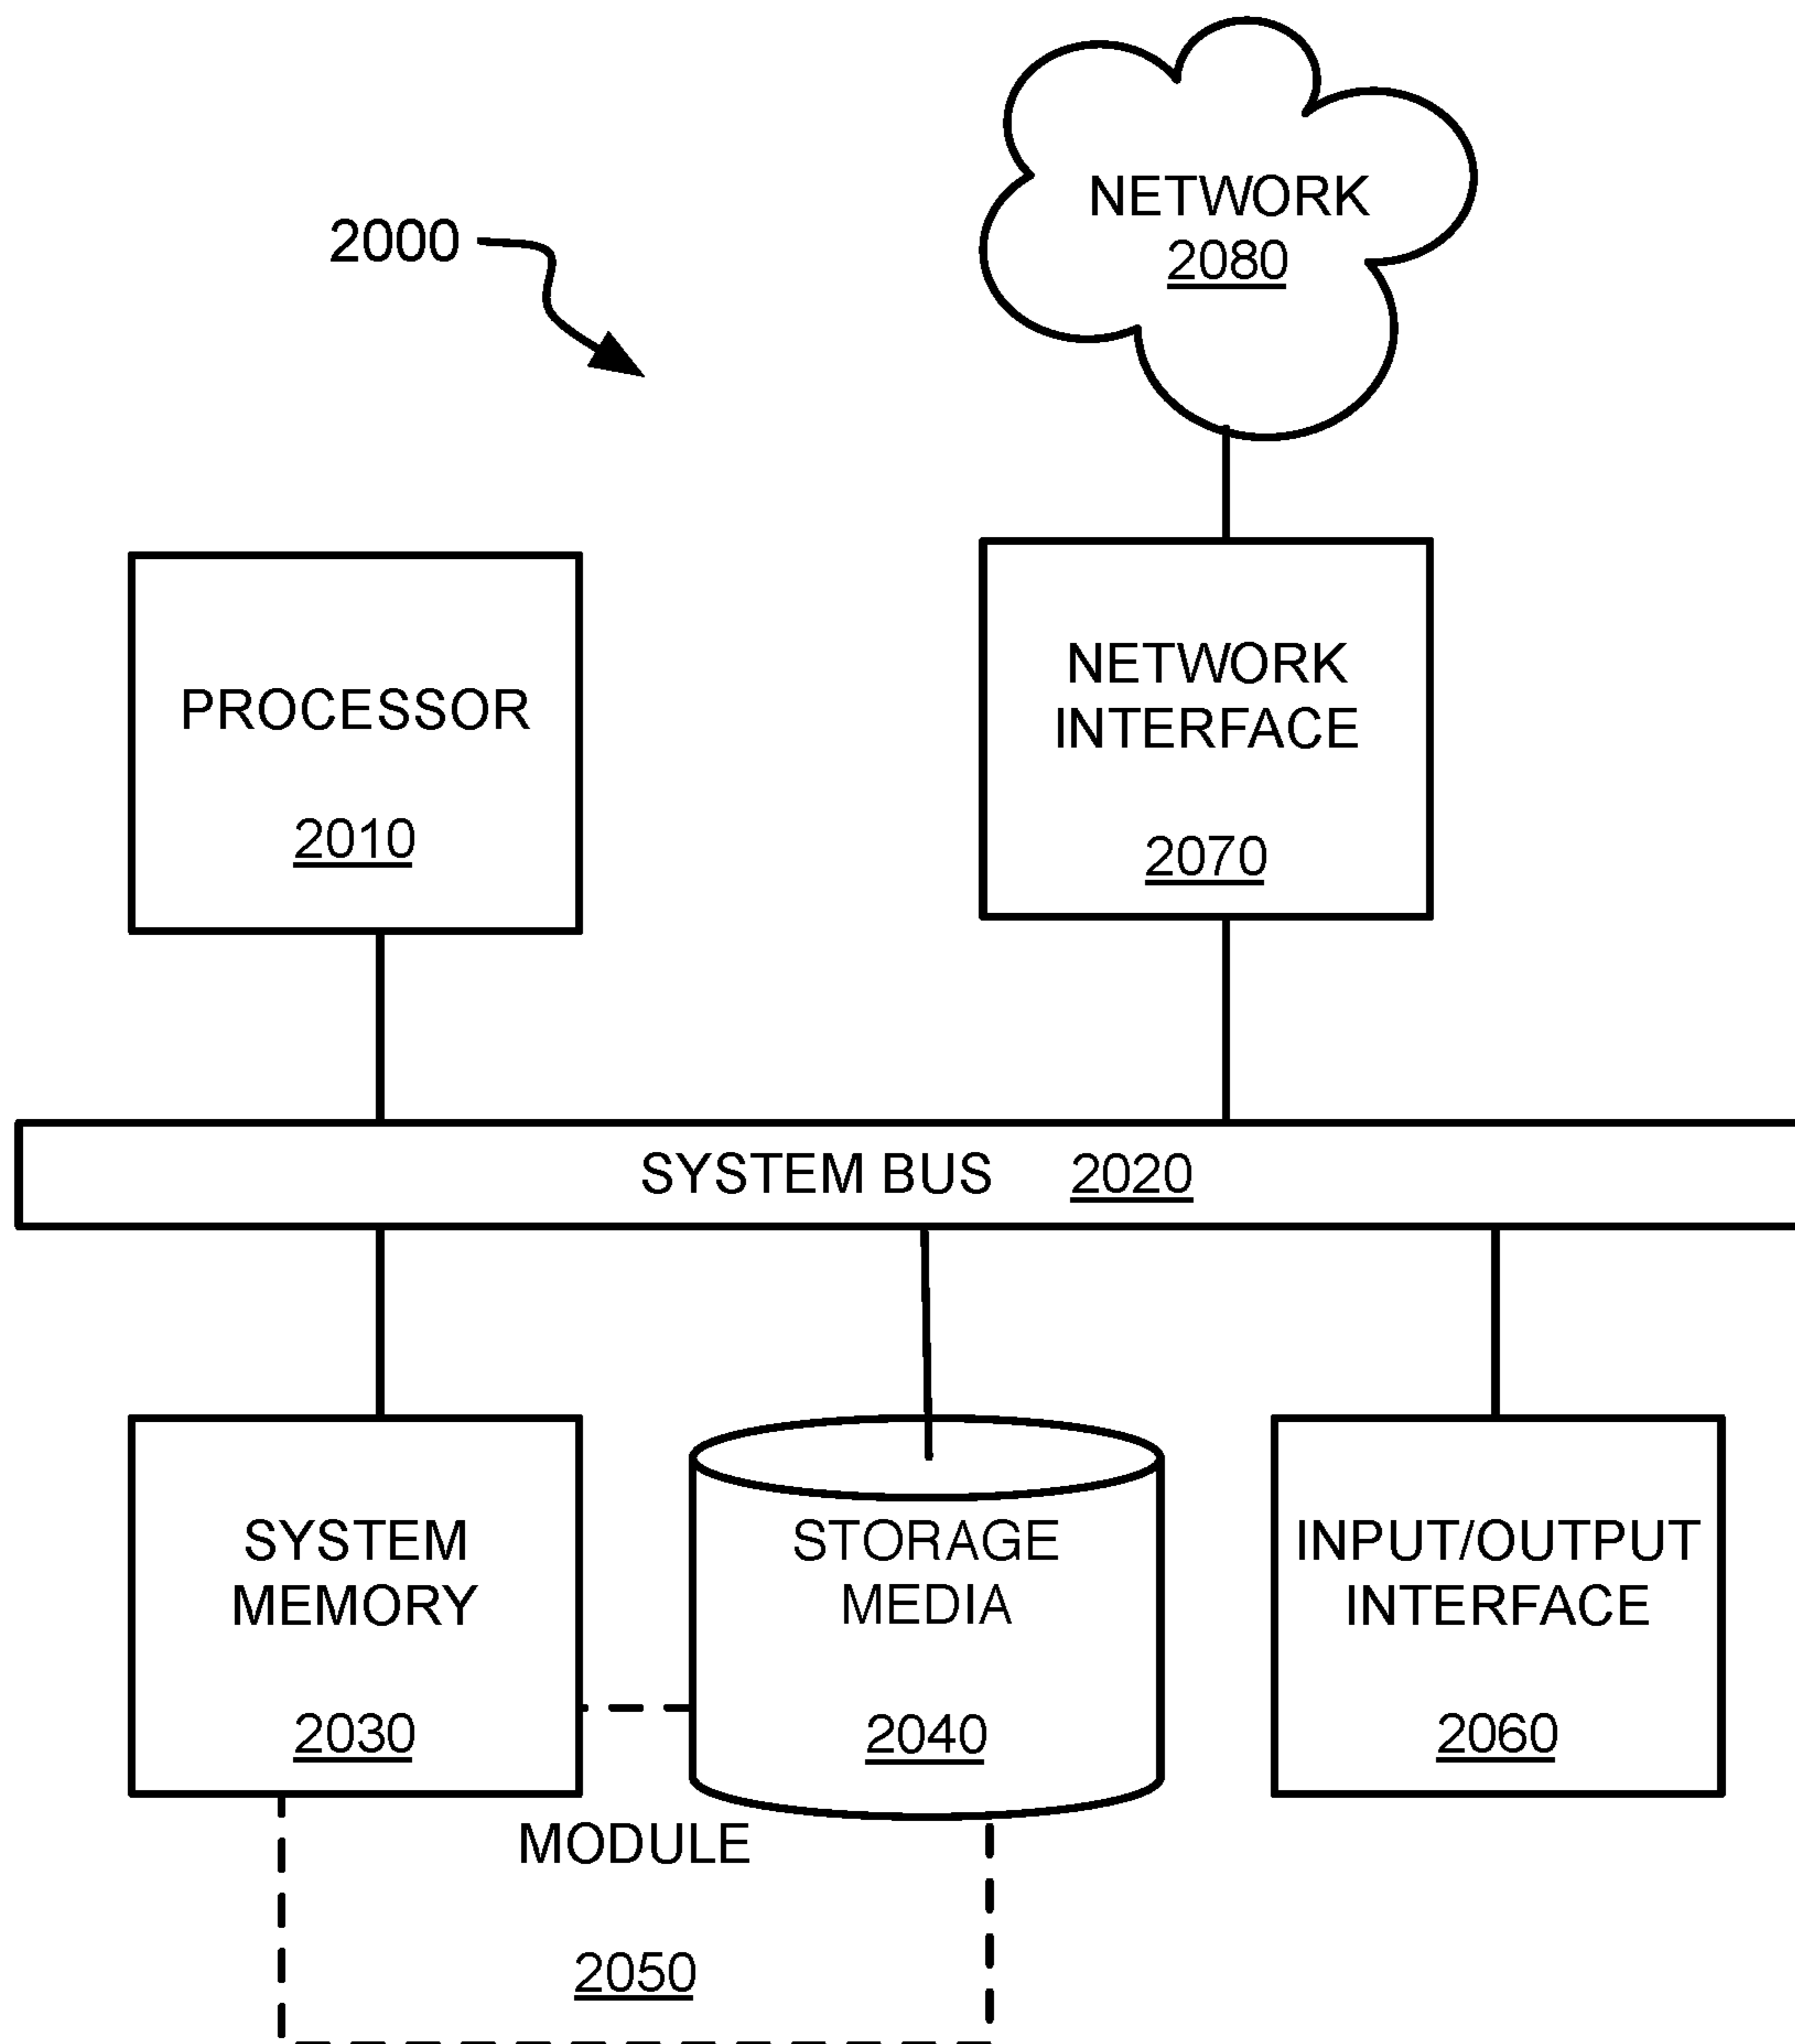 NETWORK
2080
2000
PROCESSOR
2010
NETWORK
INTERFACE
2070
SYSTEM BUS 2020
SYSTEM
MEMORY
2030
STORAGE
MEDIA
2040
INPUT/OUTPUT
INTERFACE
2060
MODULE
2050